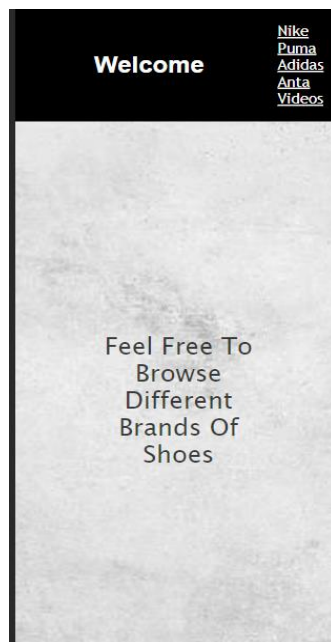 Welcome
Nike
Puma
Adidas
Anta
Videos
Feel Free To
Browse
Different
Brands Of
Shoes